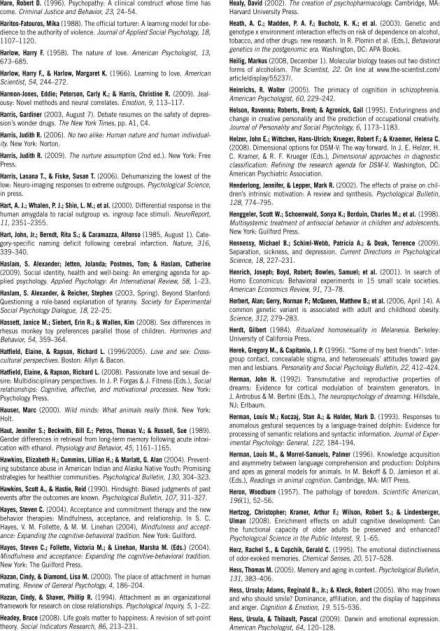 Hare, Robert D. (1996). Psychopathy: A clinical construct whose time has
come. Criminal Justice and Behavior, 23, 24–54.
Haritos-Fatouros, Mika (1988). The official torturer: A learning model for obe-
dience to the authority of violence. Journal of Applied Social Psychology, 18,
1107–1120.
Harlow, Harry F. (1958). The nature of love. American Psychologist, 13,
673–685.
Harlow, Harry F., & Harlow, Margaret K. (1966). Learning to love. American
Scientist, 54, 244–272.
Harmon-Jones, Eddie; Peterson, Carly K.; & Harris, Christine R. (2009). Jeal-
ousy: Novel methods and neural correlates. Emotion, 9, 113–117.
Harris, Gardiner (2003, August 7). Debate resumes on the safety of depres-
sion's wonder drugs. The New York Times, pp. A1, C4.
Harris, Judith R. (2006). No two alike: Human nature and human individual-
ity. New York: Norton.
Harris, Judith R. (2009). The nurture assumption (2nd ed.). New York: Free
Press.
Harris, Lasana T., & Fiske, Susan T. (2006). Dehumanizing the lowest of the
low: Neuro-imaging responses to extreme outgroups. Psychological Science,
in press.
Hart, A. J.; Whalen, P. J.; Shin, L. M.; et al. (2000). Differential response in the
human amygdala to racial outgroup vs. ingroup face stimuli. NeuroReport,
11, 2351–2355.
Hart, John, Jr.; Berndt, Rita S.; & Caramazza, Alfonso (1985, August 1). Cate-
gory-specific naming deficit following cerebral infarction. Nature, 316,
339–340.
Haslam, S. Alexander; Jetten, Jolanda; Postmes, Tom; & Haslam, Catherine
(2009). Social identity, health and well-being: An emerging agenda for ap-
plied psychology. Applied Psychology: An International Review, 58, 1–23.
Haslam, S. Alexander, & Reicher, Stephen (2003, Spring). Beyond Stanford:
Questioning a role-based explanation of tyranny. Society for Experimental
Social Psychology Dialogue, 18, 22–25.
Hassett, Janice M.; Siebert, Erin R.; & Wallen, Kim (2008). Sex differences in
rhesus monkey toy preferences parallel those of children. Hormones and
Behavior, 54, 359–364.
Hatfield, Elaine, & Rapson, Richard L. (1996/2005). Love and sex: Cross-
cultural perspectives. Boston: Allyn & Bacon.
Hatfield, Elaine, & Rapson, Richard L. (2008). Passionate love and sexual de-
sire: Multidisciplinary perspectives. In J. P. Forgas & J. Fitness (Eds.), Social
relationships: Cognitive, affective, and motivational processes. New York:
Psychology Press.
Hauser, Marc (2000). Wild minds: What animals really think. New York:
Holt.
Haut, Jennifer S.; Beckwith, Bill E.; Petros, Thomas V.; & Russell, Sue (1989).
Gender differences in retrieval from long-term memory following acute intoxi-
cation with ethanol. Physiology and Behavior, 45, 1161–1165.
Hawkins, Elizabeth H.; Cummins, Lillian H.; & Marlatt, G. Alan (2004). Prevent-
ing substance abuse in American Indian and Alaska Native Youth: Promising
strategies for healthier communities. Psychological Bulletin, 130, 304–323.
Hawkins, Scott A., & Hastie, Reid (1990). Hindsight: Biased judgments of past
events after the outcomes are known. Psychological Bulletin, 107, 311–327.
Hayes, Steven C. (2004). Acceptance and commitment therapy and the new
behavior therapies: Mindfulness, acceptance, and relationship. In S. C.
Hayes, V. M. Follette, & M. M. Linehan (2004), Mindfulness and accept-
ance: Expanding the cognitive-behavioral tradition. New York: Guilford.
Hayes, Steven C.; Follette, Victoria M.; & Linehan, Marsha M. (Eds.) (2004).
Mindfulness and acceptance: Expanding the cognitive-behavioral tradition.
New York: The Guilford Press.
Hazan, Cindy, & Diamond, Lisa M. (2000). The place of attachment in human
mating. Review of General Psychology, 4, 186–204.
Hazan, Cindy, & Shaver, Phillip R. (1994). Attachment as an organizational
framework for research on close relationships. Psychological Inquiry, 5, 1–22.
Headey, Bruce (2008). Life goals matter to happiness: A revision of set-point
theory. Social Indicators Research, 86, 213–231.
Healy, David (2002). The creation of psychopharmacology. Cambridge, MA:
Harvard University Press.
Heath, A. C.; Madden, P. A. F.; Bucholz, K. K.; et al. (2003). Genetic and
genotype x environment interaction effects on risk of dependence on alcohol,
tobacco, and other drugs: new research. In R. Plomin et al. (Eds.), Behavioral
genetics in the postgenomic era. Washington, DC: APA Books.
Heilig, Markus (2008, December 1). Molecular biology teases out two distinct
forms of alcoholism. The Scientist, 22. On line at www.the-scientist.com/
article/display/55237/.
Heinrichs, R. Walter (2005). The primacy of cognition in schizophrenia.
American Psychologist, 60, 229–242.
Helson, Ravenna; Roberts, Brent; & Agronick, Gail (1995). Enduringness and
change in creative personality and the prediction of occupational creativity.
Journal of Personality and Social Psychology, 6, 1173–1183.
Helzer, John E.; Wittchen, Hans-Ulrich; Krueger, Robert F.; & Kraemer, Helena C.
(2008). Dimensional options for DSM-V: The way forward. In J. E. Helzer, H.
C. Kramer, & R. F. Krueger (Eds.), Dimensional approaches in diagnostic
classification: Refining the research agenda for DSM-V. Washington, DC:
American Psychiatric Association.
Henderlong, Jennifer, & Lepper, Mark R. (2002). The effects of praise on chil-
dren's intrinsic motivation: A review and synthesis. Psychological Bulletin,
128, 774–795.
Henggeler, Scott W.; Schoenwald, Sonya K.; Borduin, Charles M.; et al. (1998).
Multisystemic treatment of antisocial behavior in children and adolescents.
New York: Guilford Press.
Hennessy, Michael B.; Schiml-Webb, Patricia A.; & Deak, Terrence (2009).
Separation, sickness, and depression. Current Directions in Psychological
Science, 18, 227–231.
Henrich, Joseph; Boyd, Robert; Bowles, Samuel; et al. (2001). In search of
Homo Economicus: Behavioral experiments in 15 small scale societies.
American Economics Review, 91, 73–78.
Herbert, Alan; Gerry, Norman P.; McQueen, Matthew B.; et al. (2006, April 14). A
common genetic variant is associated with adult and childhood obesity.
Science, 312, 279–283.
Herdt, Gilbert (1984). Ritualized homosexuality in Melanesia. Berkeley:
University of California Press.
Herek, Gregory M., & Capitanio, J. P. (1996). "Some of my best friends": Inter-
group contact, concealable stigma, and heterosexuals' attitudes toward gay
men and lesbians. Personality and Social Psychology Bulletin, 22, 412–424.
Herman, John H. (1992). Transmutative and reproductive properties of
dreams: Evidence for cortical modulation of brainstem generators. In
J. Antrobus & M. Bertini (Eds.), The neuropsychology of dreaming. Hillsdale,
NJ: Erlbaum.
Herman, Louis M.; Kuczaj, Stan A.; & Holder, Mark D. (1993). Responses to
anomalous gestural sequences by a language-trained dolphin: Evidence for
processing of semantic relations and syntactic information. Journal of Exper-
imental Psychology: General, 122, 184–194.
Herman, Louis M., & Morrel-Samuels, Palmer (1996). Knowledge acquisition
and asymmetry between language comprehension and production: Dolphins
and apes as general models for animals. In M. Bekoff & D. Jamieson et al.
(Eds.), Readings in animal cognition. Cambridge, MA: MIT Press.
Heron, Woodburn (1957). The pathology of boredom. Scientific American,
196(1), 52–56.
Hertzog, Christopher; Kramer, Arthur F.; Wilson, Robert S.; & Lindenberger,
Ulman (2008). Enrichment effects on adult cognitive development: Can
the functional capacity of older adults be preserved and enhanced?
Psychological Science in the Public Interest, 9, 1–65.
Herz, Rachel S., & Cupchik, Gerald C. (1995). The emotional distinctiveness
of odor-evoked memories. Chemical Senses, 20, 517–528.
Hess, Thomas M. (2005). Memory and aging in context. Psychological Bulletin,
131, 383–406.
Hess, Ursula; Adams, Reginald B., Jr.; & Kleck, Robert (2005). Who may frown
and who should smile? Dominance, affiliation, and the display of happiness
and anger. Cognition & Emotion, 19, 515–536.
Hess, Ursula, & Thibault, Pascal (2009). Darwin and emotional expression.
American Psychologist, 64, 120–128.